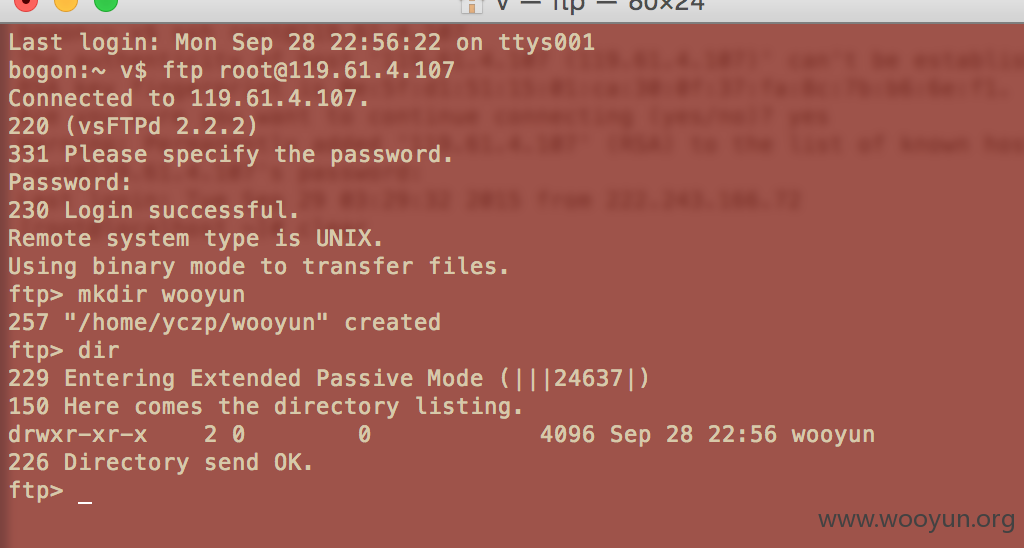 V — ftp — 80×24
Last login: Mon Sep 28 22:56:22 on ttys001
bogon:~ v$ ftp root@119.61.4.107
Connected to 119.61.4.107.
220 (vsFTPd 2.2.2)
331 Please specify the password.
Password:
230 Login successful.
Remote system type is UNIX.
Using binary mode to transfer files.
ftp> mkdir wooyun
257 "/home/yczp/wooyun" created
ftp> dir
229 Entering Extended Passive Mode (|||24637|)
150 Here comes the directory listing.
drwxr-xr-x    2 0        0            4096 Sep 28 22:56 wooyun
226 Directory send OK.
ftp> _
www.wooyun.org